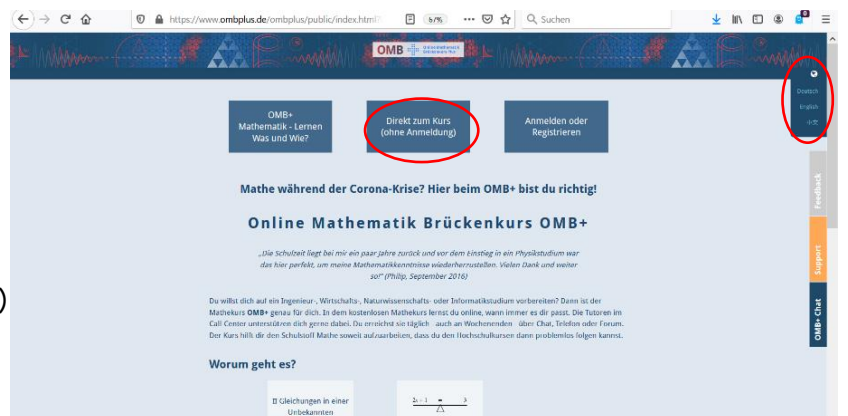 https://www.ombplus.de/ombplus/public/index.html?
67%
Suchen
OMB+
Deutsch
English
中文
OMB+
Mathematik - Lernen
Was und Wie?
Direkt zum Kurs
(ohne Anmeldung)
Anmelden oder
Registrieren
Feedback
Support
OMB+ Chat
Mathe während der Corona-Krise? Hier beim OMB+ bist du richtig!
Online Mathematik Brückenkurs OMB+
„Die Schulzeit liegt bei mir ein paar Jahre zurück und vor dem Einstieg in ein Physikstudium war
das hier perfekt, um meine Mathematikkenntnisse wiederherzustellen. Vielen Dank und weiter
so!“ (Philip, September 2016)
Du willst dich auf ein Ingenieur-, Wirtschafts-, Naturwissenschafts- oder Informatikstudium vorbereiten? Dann ist der
Mathekurs OMB+ genau für dich. In dem kostenlosen Mathekurs lernst du online, wann immer es dir passt. Die Tutoren im
Call Center unterstützen dich gerne dabei. Du erreichst sie täglich - auch an Wochenenden - über Chat, Telefon oder Forum.
Der Kurs hilft dir den Schulstoff Mathe soweit aufzuarbeiten, dass du den Hochschulkursen dann problemlos folgen kannst.
Worum geht es?
II Gleichungen in einer
Unbekannten
2x - 1 = 3